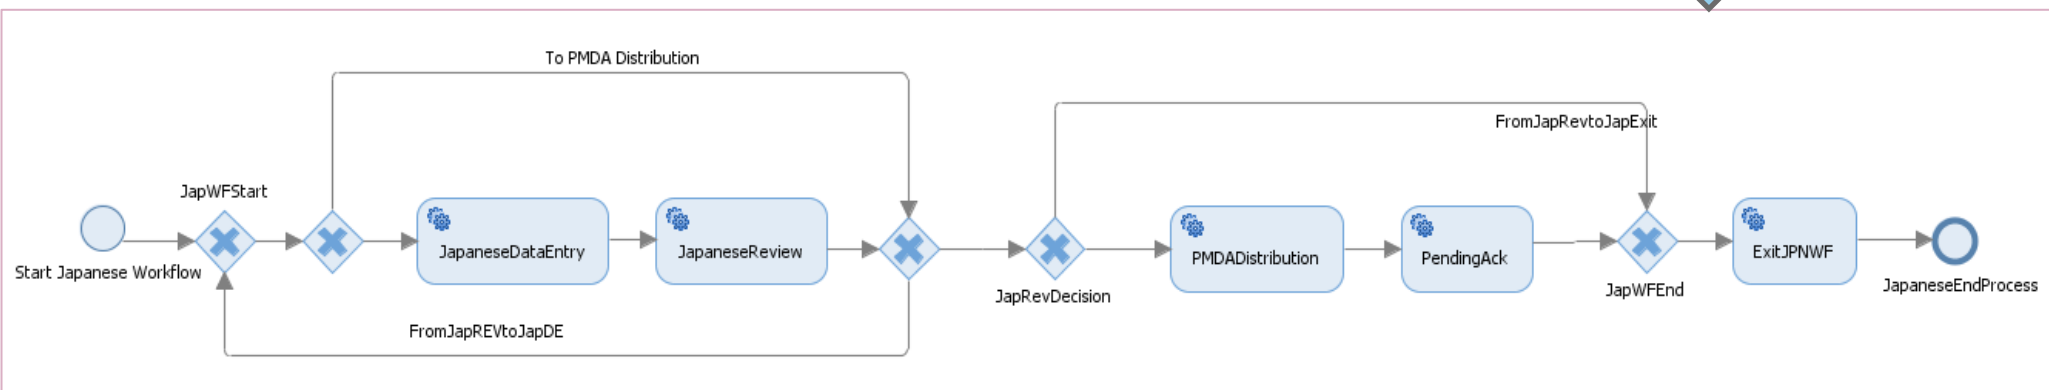 To PMDA Distribution
FromJapRevtoJapExit
JapWFStart
Start Japanese Workflow
JapaneseDataEntry
JapaneseReview
JapRevDecision
PMDADistribution
PendingAck
JapWFEnd
ExitJPNWF
JapaneseEndProcess
FromJapREVtoJapDE